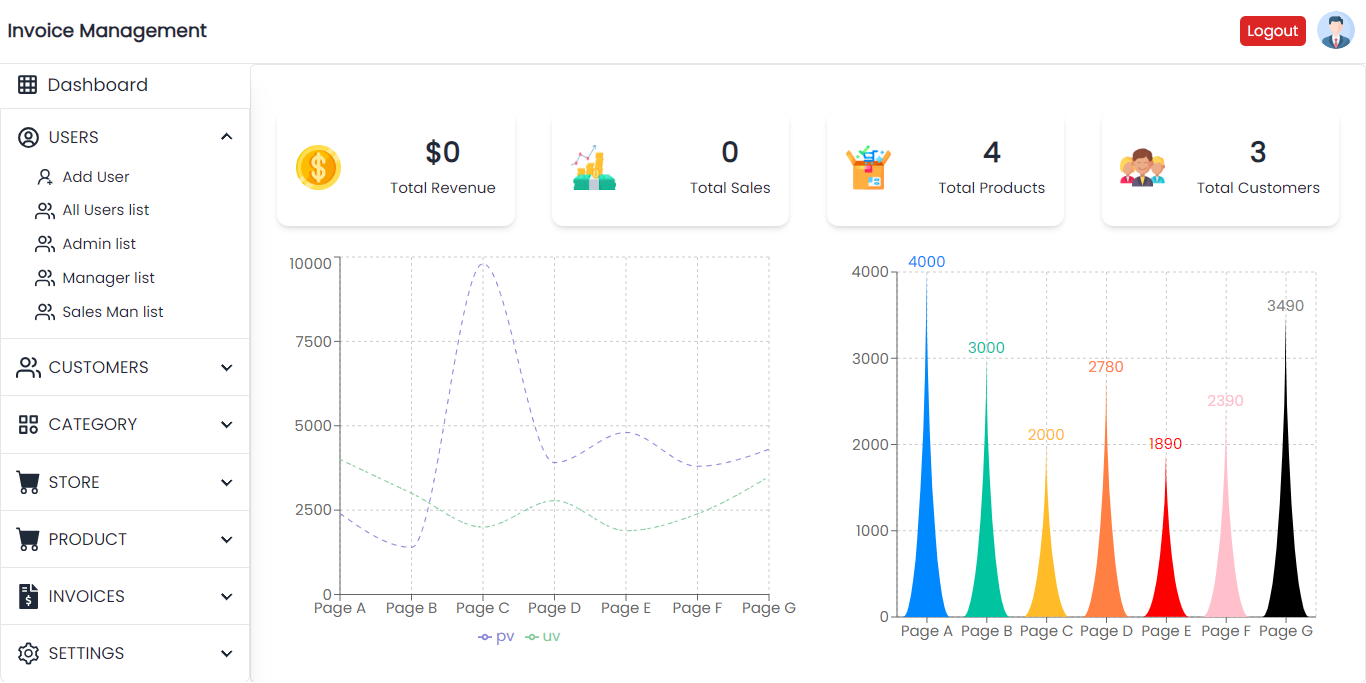 Invoice Management
Logout
Dashboard
USERS
Add User
All Users list
Admin list
Manager list
Sales Man list
CUSTOMERS
CATEGORY
STORE
PRODUCT
INVOICES
SETTINGS
$0
Total Revenue
0
Total Sales
4
Total Products
3
Total Customers
10000
7500
5000
2500
0
Page A Page B Page C Page D Page E Page F Page G
pv uv
4000
3000
2000
1000
0
4000
3000
2000
2780
1890
2390
3490
Page A Page B Page C Page D Page E Page F Page G